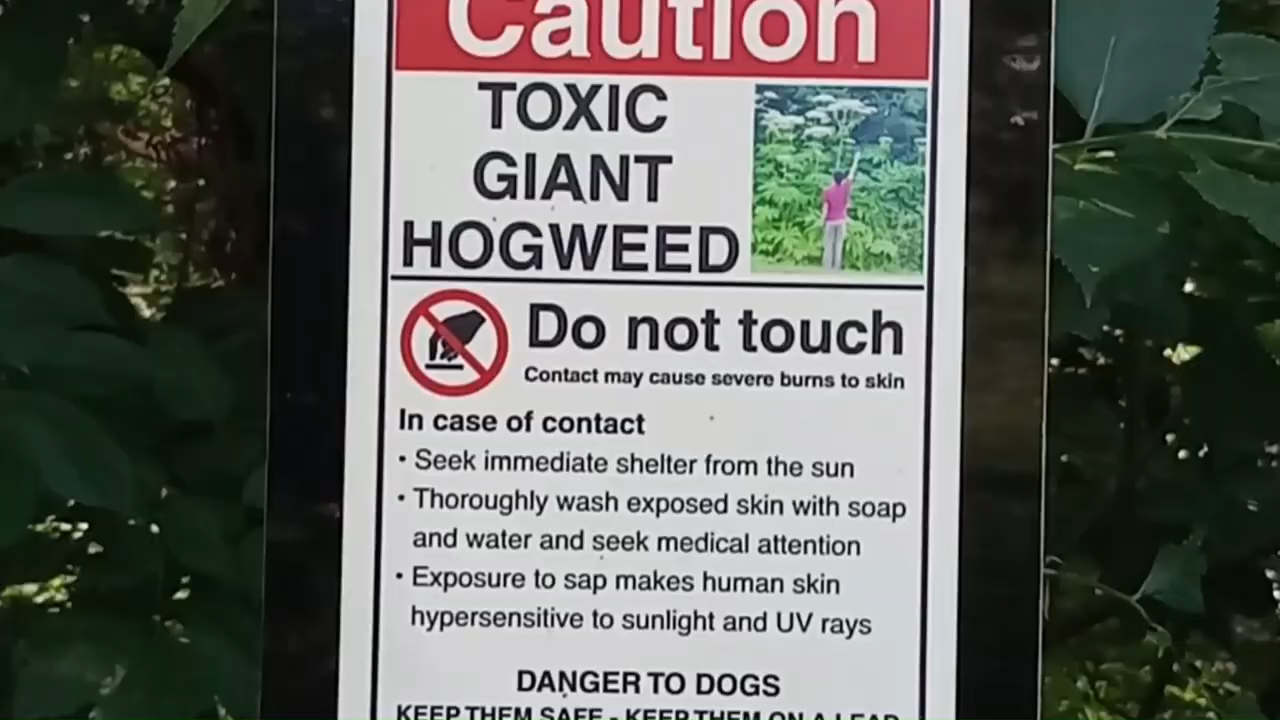 Caution
TOXIC
GIANT
HOGWEED
Do not touch
Contact may cause severe burns to skin
In case of contact
• Seek immediate shelter from the sun
• Thoroughly wash exposed skin with soap
and water and seek medical attention
• Exposure to sap makes human skin
hypersensitive to sunlight and UV rays
DANGER TO DOGS
KEEP THEM SAFE - KEEP THEM ON A LEAD